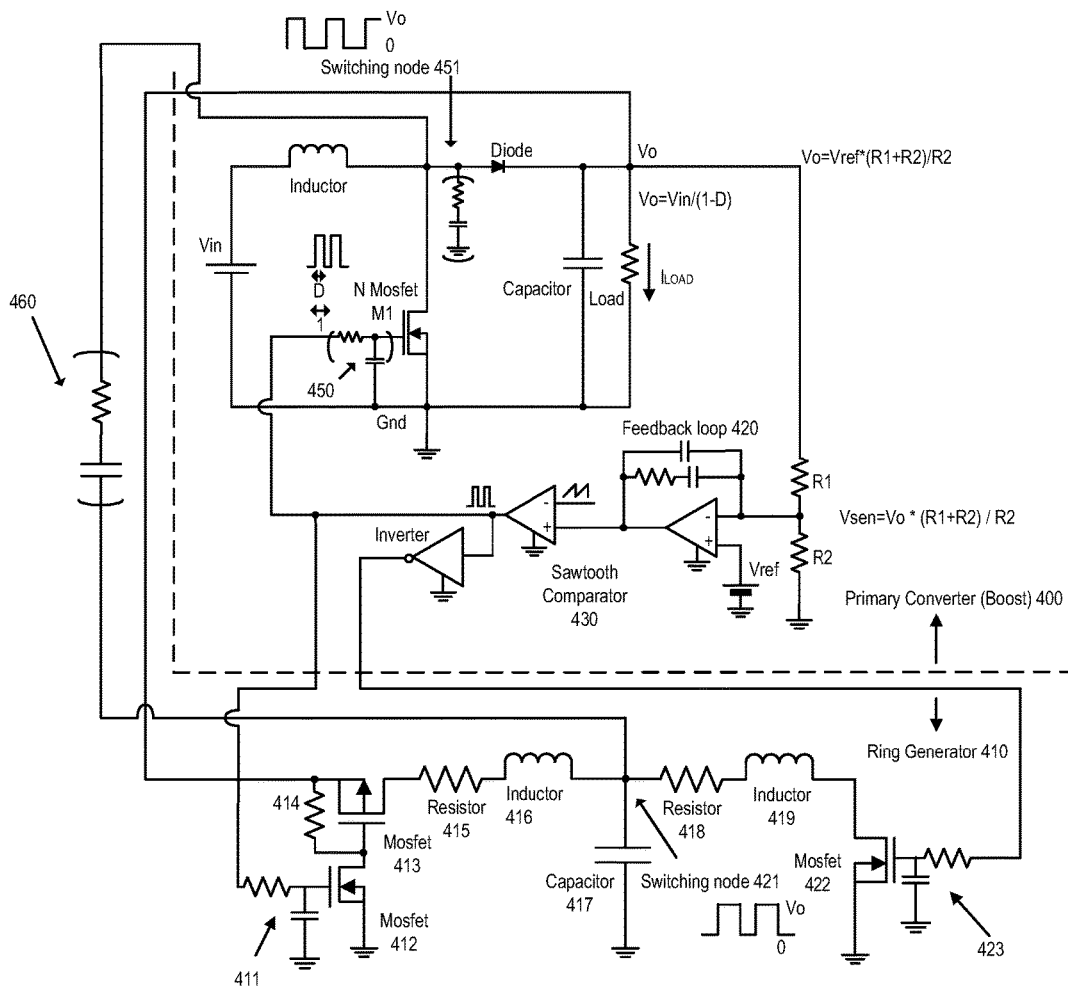 Vo
0
Switching node 451
Diode
Vo
Vo=Vref*(R1+R2)/R2
Inductor
Vo=Vin/(1-D)
Vin
D
1
N Mosfet
M1
Capacitor
Load
ILOAD
460
450
Gnd
Feedback loop 420
R1
Vsen=Vo * (R1+R2) / R2
-
+
-
+
Inverter
R2
Sawtooth
Comparator
430
Vref
Primary Converter (Boost) 400
Ring Generator 410
414
Resistor
415
Inductor
416
Resistor
418
Inductor
419
Mosfet
413
Mosfet
422
Capacitor
417
Switching node 421
Vo
0
Mosfet
412
411
423